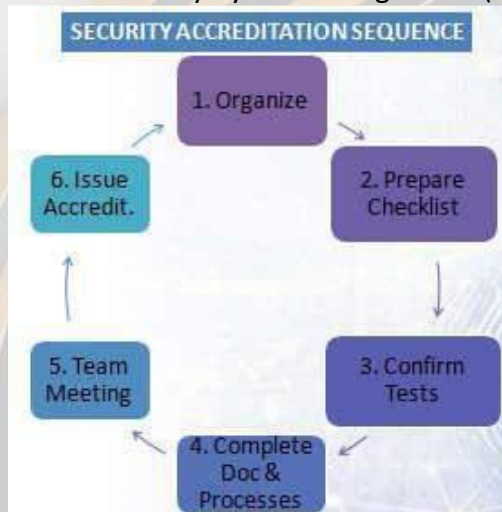 SECURITY ACCREDITATION SEQUENCE
1. Organize
2. Prepare
Checklist
3. Confirm
Tests
4. Complete
Doc &
Processes
5. Team
Meeting
6. Issue
Accredit.